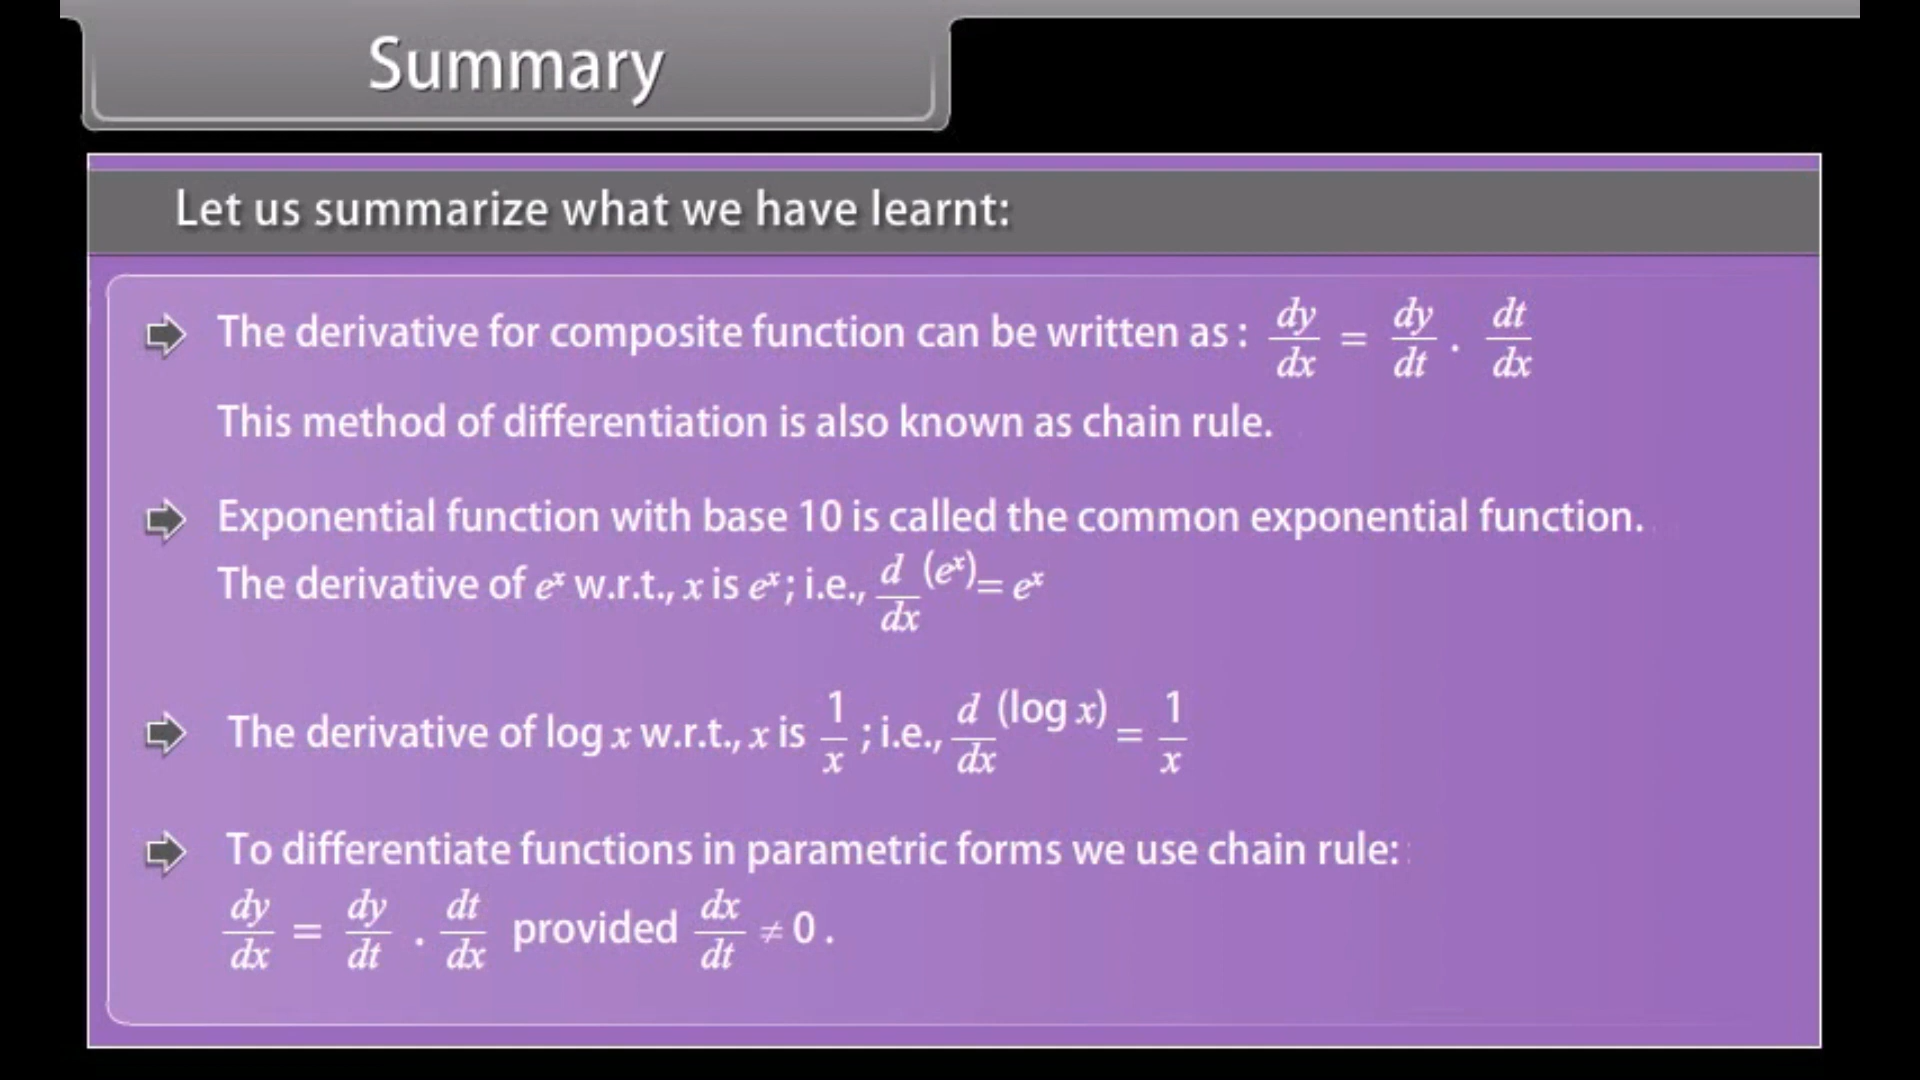 Summary
Let us summarize what we have learnt:
The derivative for composite function can be written as : dy/dx = dy/dt . dt/dx
This method of differentiation is also known as chain rule.
Exponential function with base 10 is called the common exponential function.
The derivative of eˣ w.r.t., x is eˣ ; i.e., d/dx (eˣ) = eˣ
The derivative of log x w.r.t., x is 1/x ; i.e., d/dx (log x) = 1/x
To differentiate functions in parametric forms we use chain rule:
dy/dx = dy/dt . dt/dx provided dx/dt ≠ 0 .